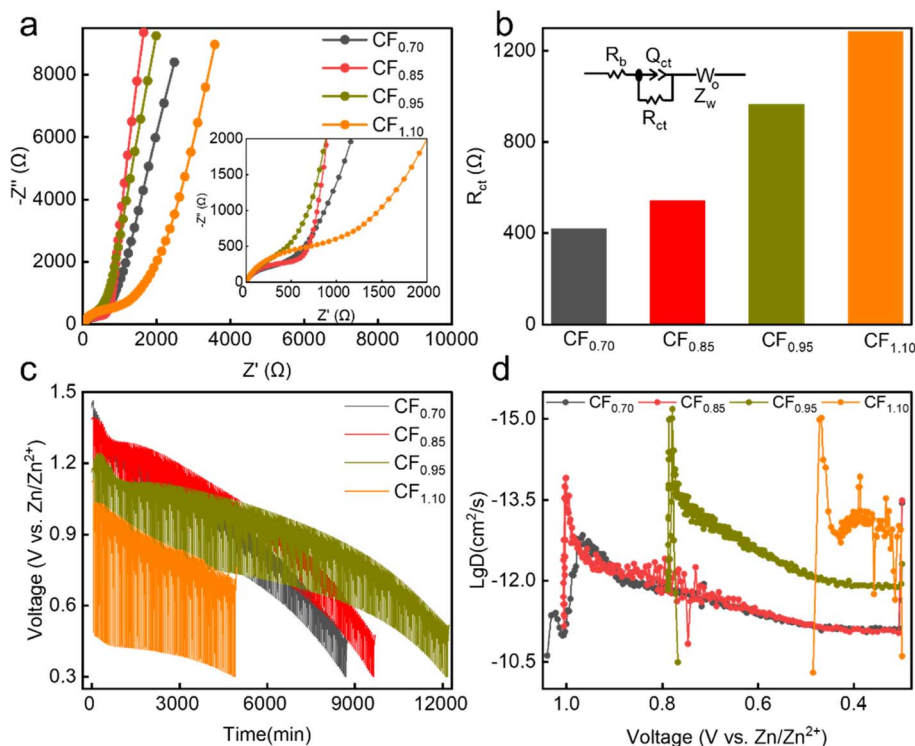 a
-Z'' (Ω)
8000
6000
4000
2000
0
0 2000 4000 6000 8000 10000
Z' (Ω)
CF0.70
CF0.85
CF0.95
CF1.10
-Z'' (Ω)
2000
1500
1000
500
0
500 1000 1500 2000
Z' (Ω)
b
Rct (Ω)
1200
800
400
0
Rb
Qct
Rct
Wo
Zw
CF0.70 CF0.85 CF0.95 CF1.10
c
Voltage (V vs. Zn/Zn2+)
1.5
1.2
0.9
0.6
0.3
0 3000 6000 9000 12000
Time(min)
CF0.70
CF0.85
CF0.95
CF1.10
d
LgD(cm2/s)
-15.0
-13.5
-12.0
-10.5
1.0 0.8 0.6 0.4
Voltage (V vs. Zn/Zn2+)
CF0.70 CF0.85 CF0.95 CF1.10